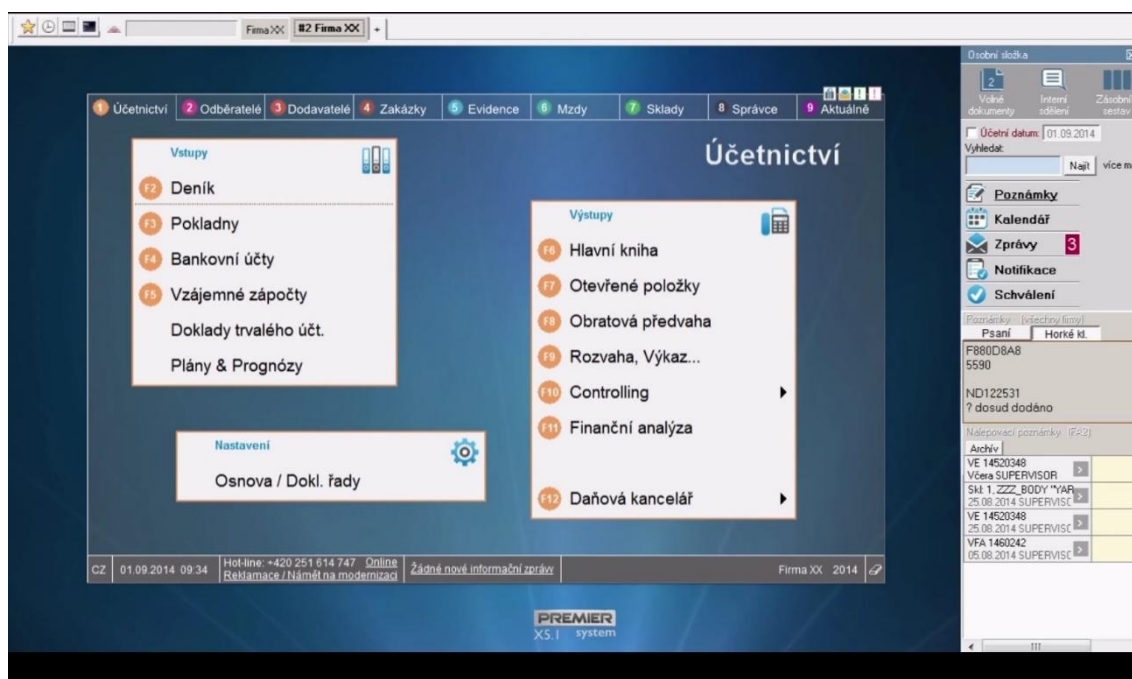 Firma XX
#2 Firma XX
+
1 Účetnictví
2 Odběratelé
3 Dodavatelé
4 Zakázky
5 Evidence
6 Mzdy
7 Sklady
8 Správce
9 Aktuálně
Účetnictví
Vstupy
F2 Deník
F3 Pokladny
F4 Bankovní účty
F5 Vzájemné zápočty
Doklady trvalého účt.
Plány & Prognózy
Nastavení
Osnova / Dokl. řady
Výstupy
F6 Hlavní kniha
F7 Otevřené položky
F8 Obratová předvaha
F9 Rozvaha, Výkaz...
F10 Controlling
F11 Finanční analýza
F12 Daňová kancelář
CZ
01.09.2014 09:34
Hot-line: +420 251 614 747 Online
Reklamace / Námět na modernizaci
Žádné nové informační zprávy
Firma XX 2014
PREMIER
X5.1 system
Osobní složka
2
Volné
dokumenty
Interní
sdělení
Zásobní
sestav
Účetní datum: 01.09.2014
Vyhledat:
Najít
více m
Poznámky
Kalendář
Zprávy 3
Notifikace
Schválení
Poznámky (všechny firmy)
Psaní
Horké kl.
F880D8A8
5590
ND122531
? dosud dodáno
Nalepovací poznámky (FA2)
Archív
VE 14520348
Včera SUPERVISOR
Skl: 1, ZZZ_BODY "YAR
25.08.2014 SUPERVISC
VE 14520348
25.08.2014 SUPERVISC
VFA 1460242
05.08.2014 SUPERVISC